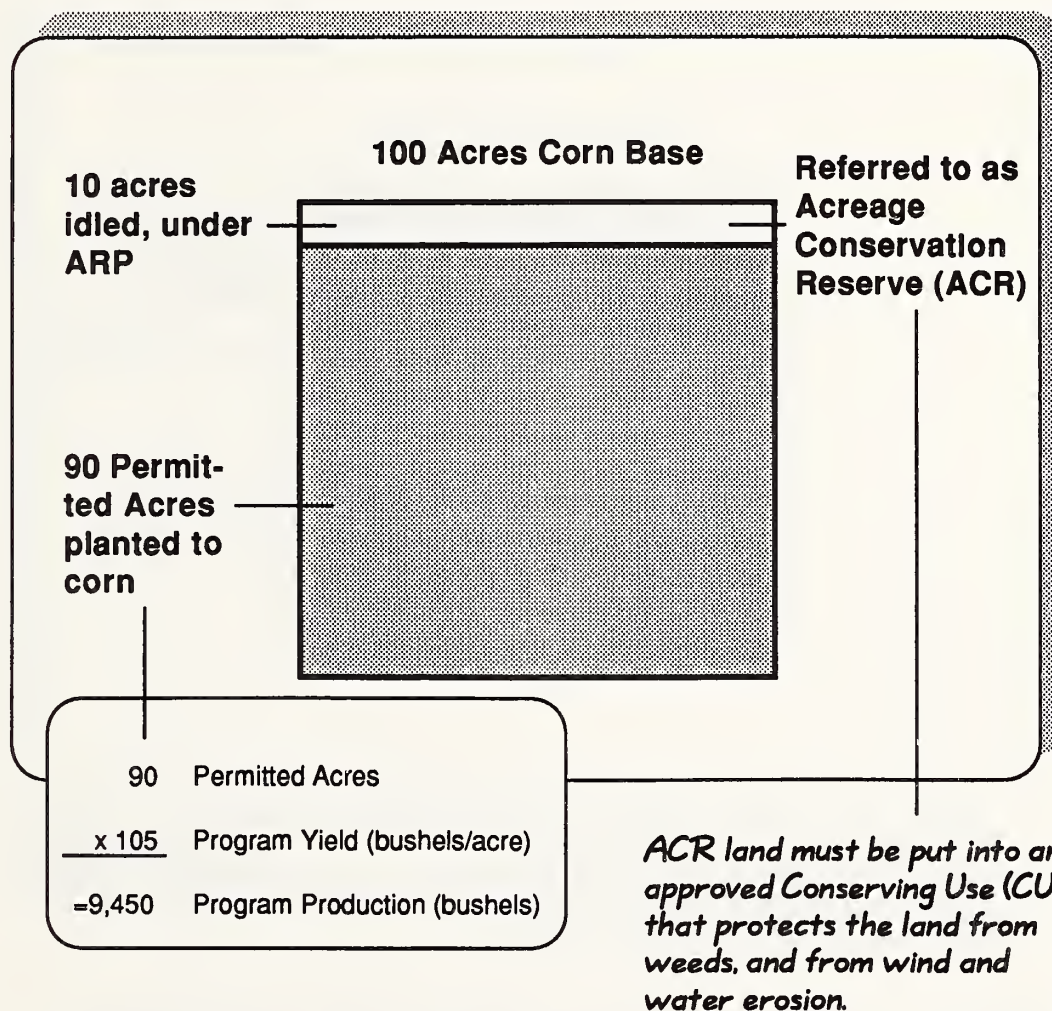 100 Acres Corn Base
10 acres
idled, under
ARP
Referred to as
Acreage
Conservation
Reserve (ACR)
90 Permit-
ted Acres
planted to
corn
90 Permitted Acres
x 105 Program Yield (bushels/acre)
=9,450 Program Production (bushels)
ACR land must be put into an
approved Conserving Use (CU
that protects the land from
weeds, and from wind and
water erosion.